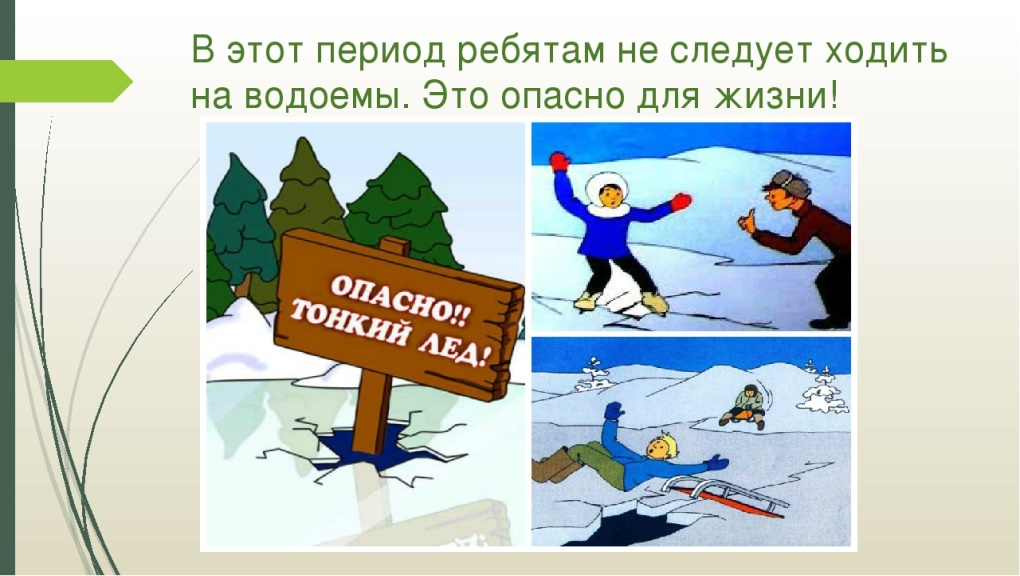 В этот период ребятам не следует ходить
на водоемы. Это опасно для жизни!
ОПАСНО!!
ТОНКИЙ ЛЕД!